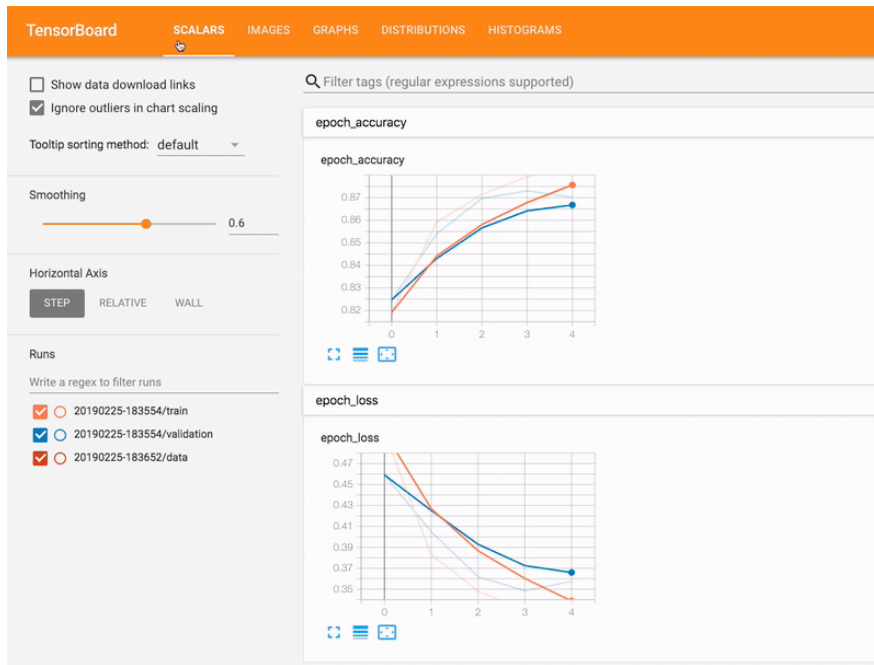 TensorBoard SCALARS IMAGES GRAPHS DISTRIBUTIONS HISTOGRAMS
Show data download links
Ignore outliers in chart scaling
Tooltip sorting method: default
Smoothing
0.6
Horizontal Axis
STEP RELATIVE WALL
Runs
Write a regex to filter runs
20190225-183554/train
20190225-183554/validation
20190225-183652/data
Filter tags (regular expressions supported)
epoch_accuracy
epoch_accuracy
0.87
0.86
0.85
0.84
0.83
0.82
0 1 2 3 4
epoch_loss
epoch_loss
0.47
0.45
0.43
0.41
0.39
0.37
0.35
0 1 2 3 4